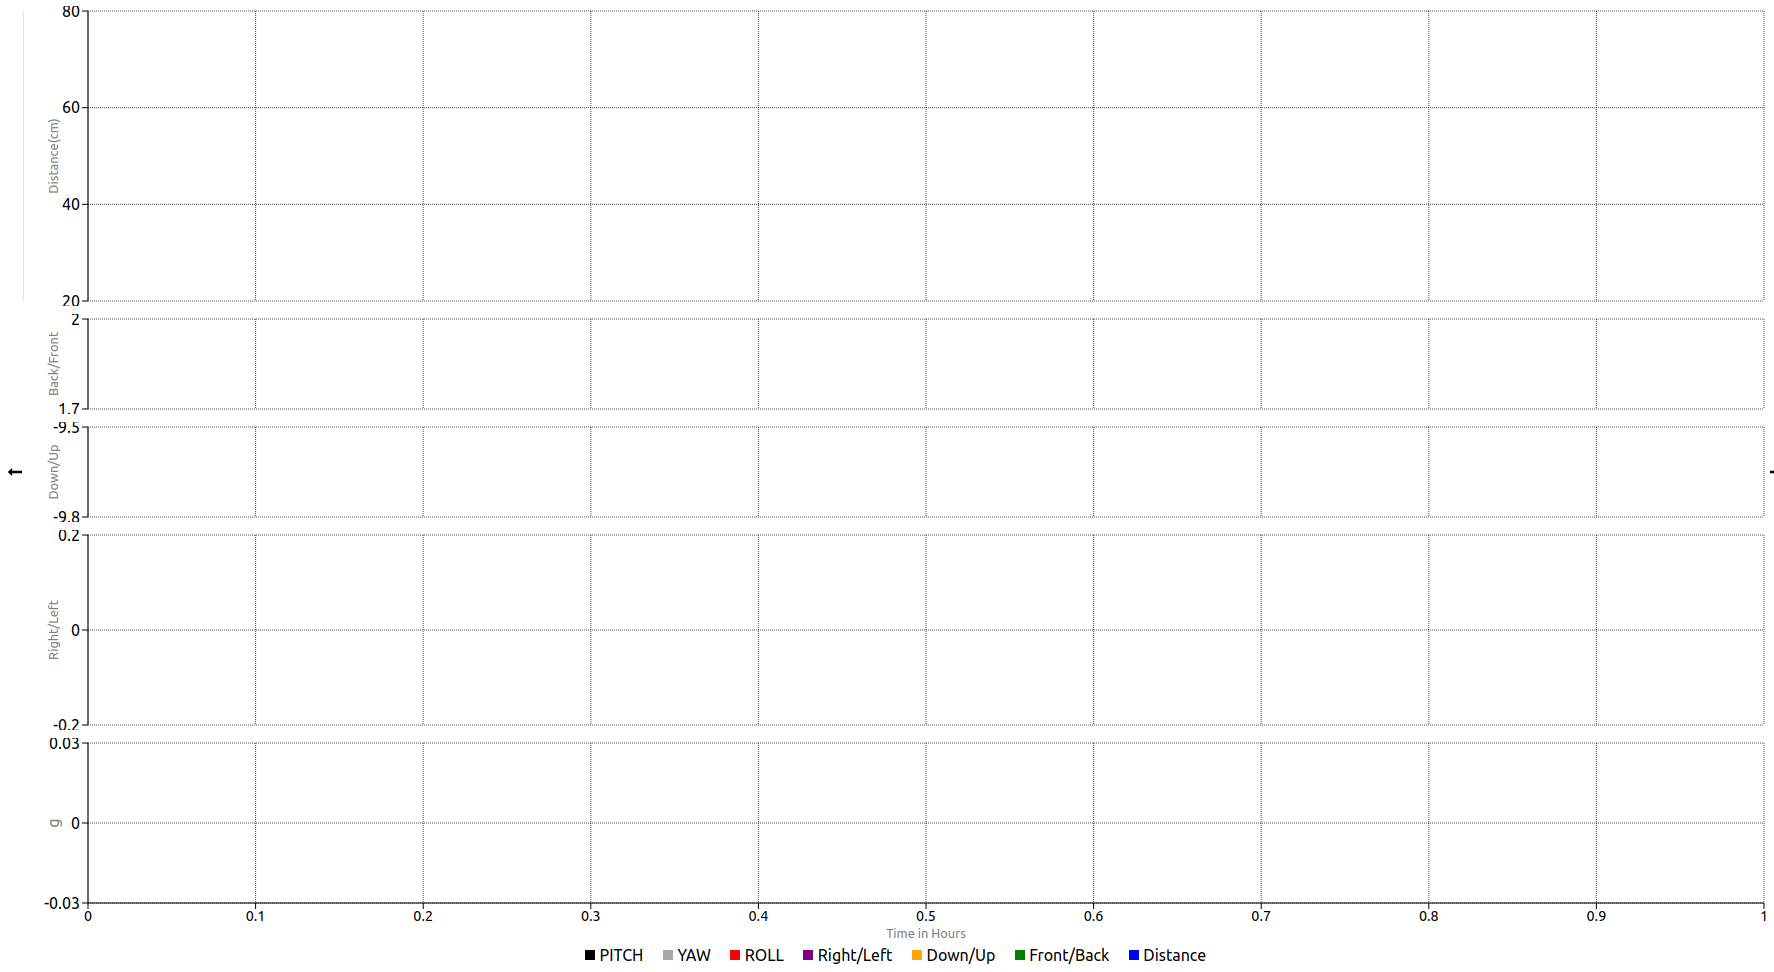 80
60
Distance(cm)
40
20
2
Back/Front
1.7
-9.5
Down/Up
-9.8
0.2
Right/Left
0
-0.2
0.03
g 0
-0.03
0 0.1 0.2 0.3 0.4 0.5 0.6 0.7 0.8 0.9 1
Time in Hours
PITCH YAW ROLL Right/Left Down/Up Front/Back Distance